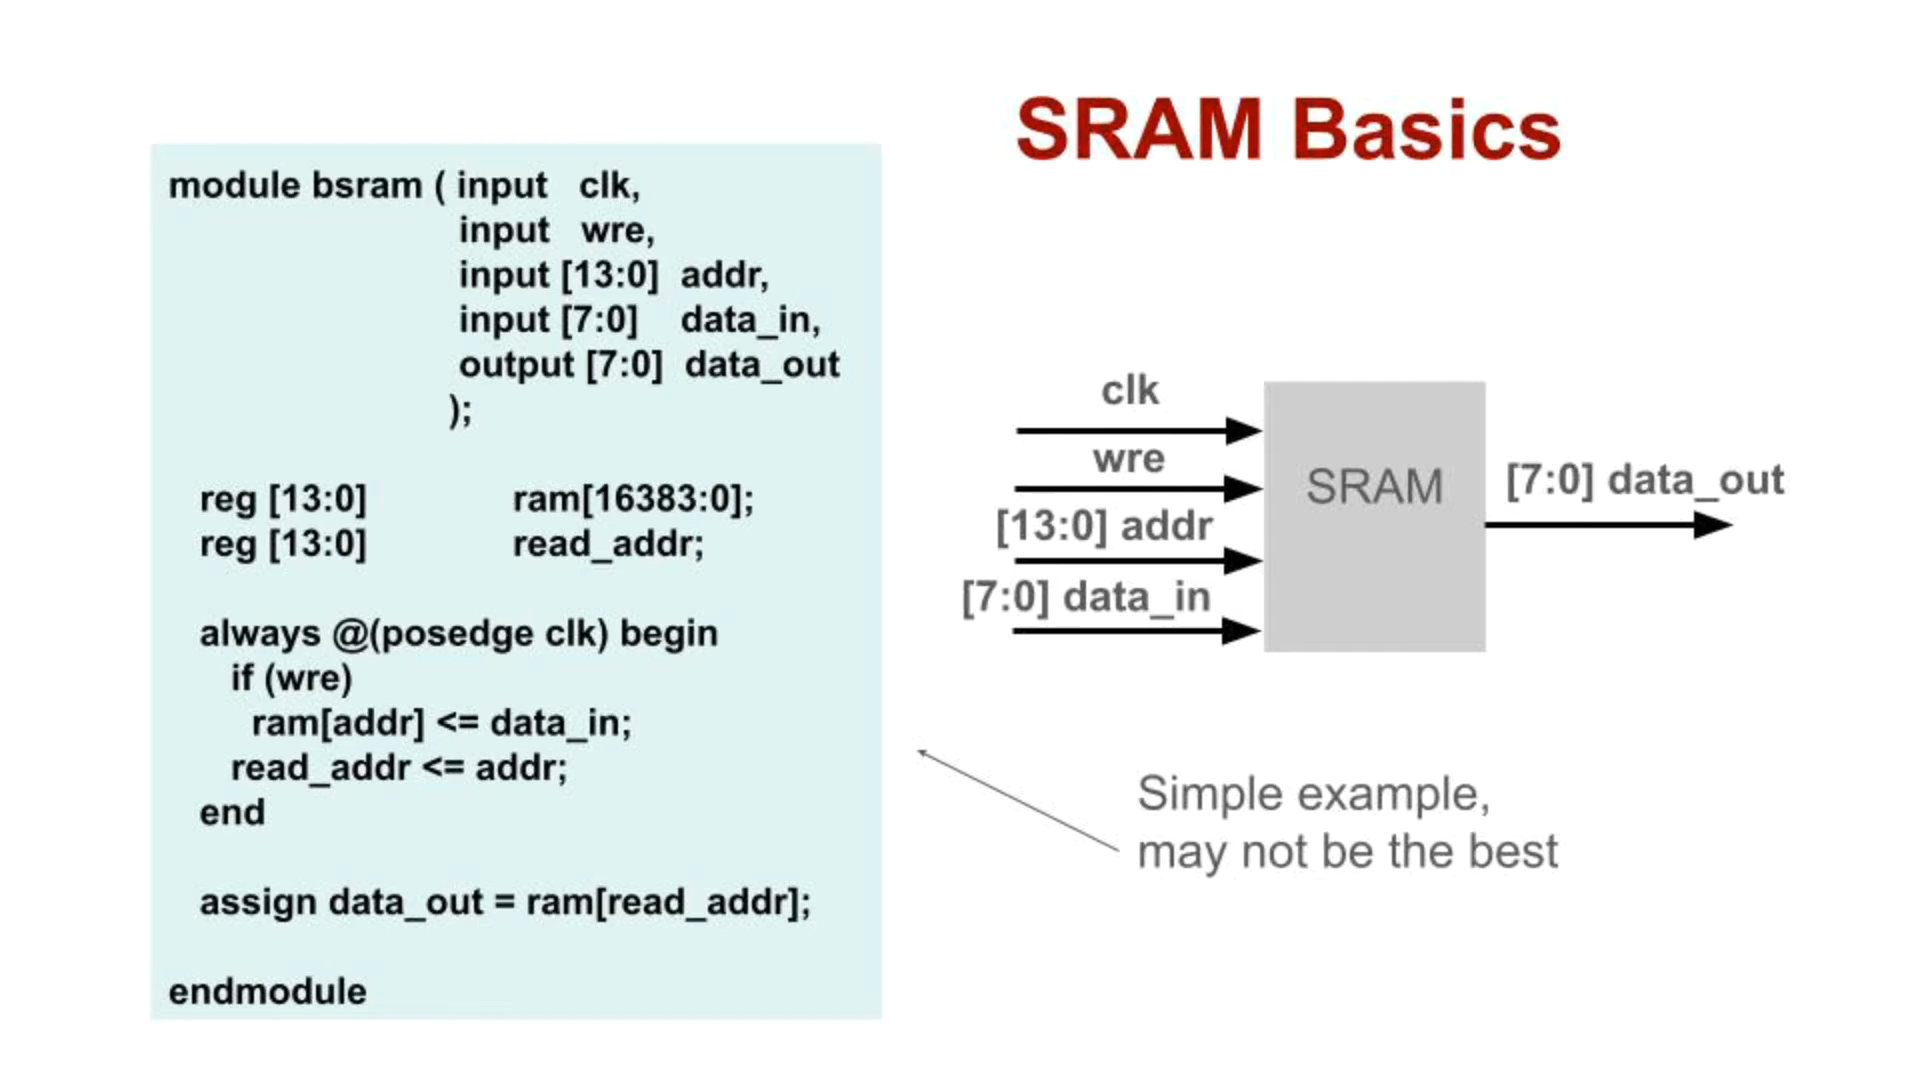 SRAM Basics
module bsram ( input clk,
input wre,
input [13:0] addr,
input [7:0] data_in,
output [7:0] data_out
);
reg [13:0] ram[16383:0];
reg [13:0] read_addr;
always @(posedge clk) begin
if (wre)
ram[addr] <= data_in;
read_addr <= addr;
end
assign data_out = ram[read_addr];
endmodule
clk
wre
[13:0] addr
[7:0] data_in
SRAM
[7:0] data_out
Simple example,
may not be the best